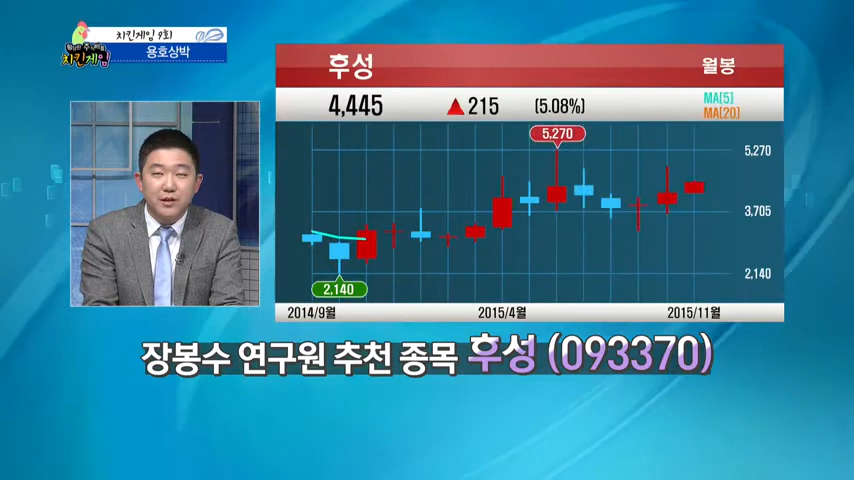 치킨게임
치킨게임 9회
용호상박
후성
월봉
4,445 ▲215 (5.08%)
MA[5]
MA[20]
5,270
5,270
3,705
2,140
2,140
2014/9월 2015/4월 2015/11월
장봉수 연구원 추천 종목 후성 (093370)